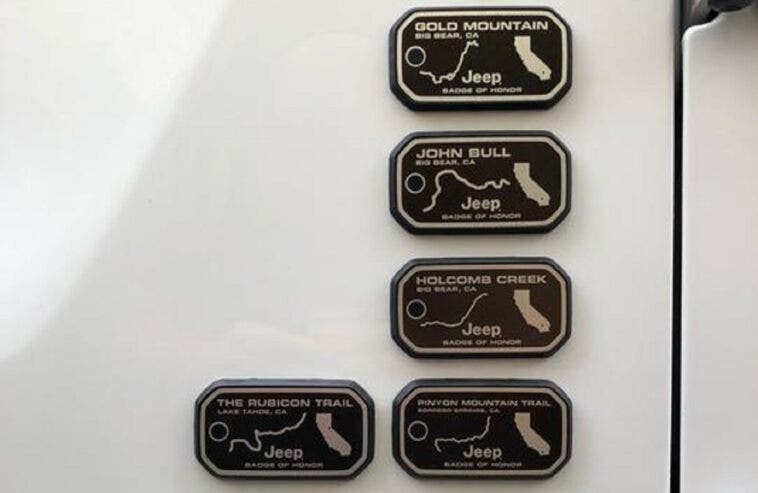 GOLD MOUNTAIN
BIG BEAR, CA
Jeep
BADGE OF HONOR
JOHN BULL
BIG BEAR, CA
Jeep
BADGE OF HONOR
HOLCOMB CREEK
BIG BEAR, CA
Jeep
BADGE OF HONOR
THE RUBICON TRAIL
LAKE TAHOE, CA
Jeep
BADGE OF HONOR
PINYON MOUNTAIN TRAIL
BORREGO SPRINGS, CA
Jeep
BADGE OF HONOR